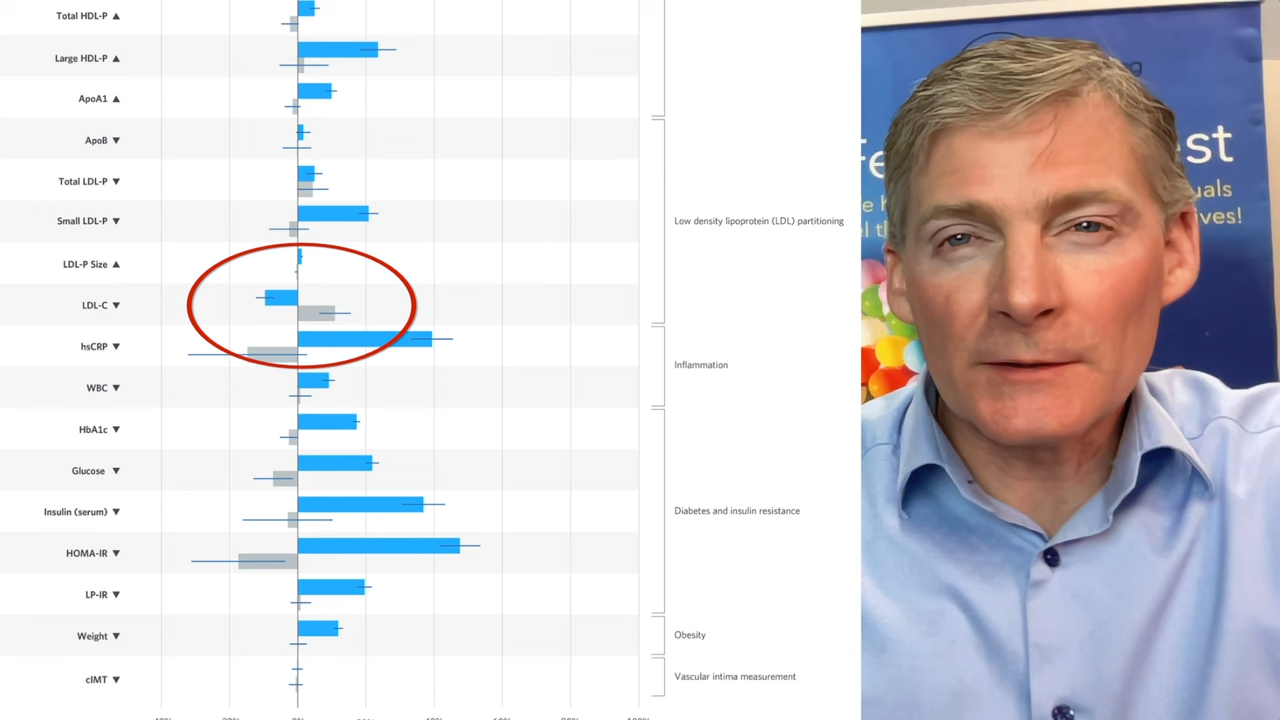 Total HDL-P ▲
Large HDL-P ▲
ApoA1 ▲
ApoB ▼
Total LDL-P ▼
Small LDL-P ▼
LDL-P Size ▲
LDL-C ▼
hsCRP ▼
WBC ▼
HbA1c ▼
Glucose ▼
Insulin (serum) ▼
HOMA-IR ▼
LP-IR ▼
Weight ▼
cIMT ▼
Low density lipoprotein (LDL) partitioning
Inflammation
Diabetes and insulin resistance
Obesity
Vascular intima measurement
100%
st
uals
ives!